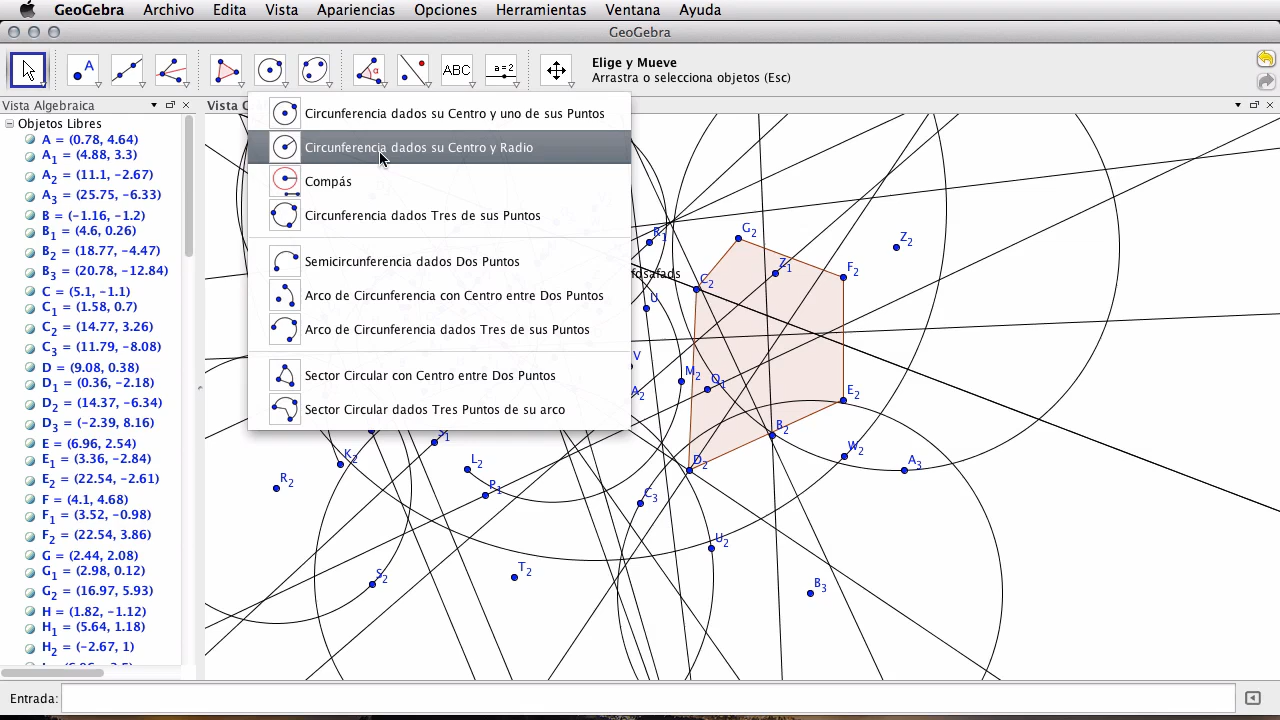 GeoGebra Archivo Edita Vista Apariencias Opciones Herramientas Ventana Ayuda
GeoGebra
A
α
ABC
a=2
Elige y Mueve
Arrastra o selecciona objetos (Esc)
Vista Algebraica
Objetos Libres
A = (0.78, 4.64)
A1 = (4.88, 3.3)
A2 = (11.1, -2.67)
A3 = (25.75, -6.33)
B = (-1.16, -1.2)
B1 = (4.6, 0.26)
B2 = (18.77, -4.47)
B3 = (20.78, -12.84)
C = (5.1, -1.1)
C1 = (1.58, 0.7)
C2 = (14.77, 3.26)
C3 = (11.79, -8.08)
D = (9.08, 0.38)
D1 = (0.36, -2.18)
D2 = (14.37, -6.34)
D3 = (-2.39, 8.16)
E = (6.96, 2.54)
E1 = (3.36, -2.84)
E2 = (22.54, -2.61)
F = (4.1, 4.68)
F1 = (3.52, -0.98)
F2 = (22.54, 3.86)
G = (2.44, 2.08)
G1 = (2.98, 0.12)
G2 = (16.97, 5.93)
H = (1.82, -1.12)
H1 = (5.64, 1.18)
H2 = (-2.67, 1)
Circunferencia dados su Centro y uno de sus Puntos
Circunferencia dados su Centro y Radio
Compás
Circunferencia dados Tres de sus Puntos
Semicircunferencia dados Dos Puntos
Arco de Circunferencia con Centro entre Dos Puntos
Arco de Circunferencia dados Tres de sus Puntos
Sector Circular con Centro entre Dos Puntos
Sector Circular dados Tres Puntos de su arco
R1
G2
Z2
Z1
F2
fdsafads
C2
U
V
M2
Q1
A2
E2
B2
W2
A3
D2
K2
L2
R2
P1
C3
U2
T2
S2
B3
Entrada: